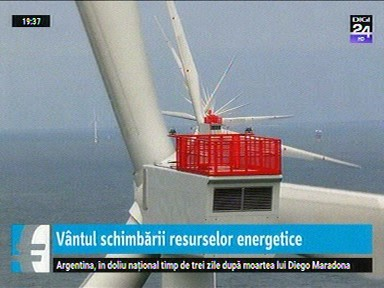 19:37
DIGI
24
HD
Vântul schimbării resurselor energetice
Argentina, în doliu național timp de trei zile după moartea lui Diego Maradona